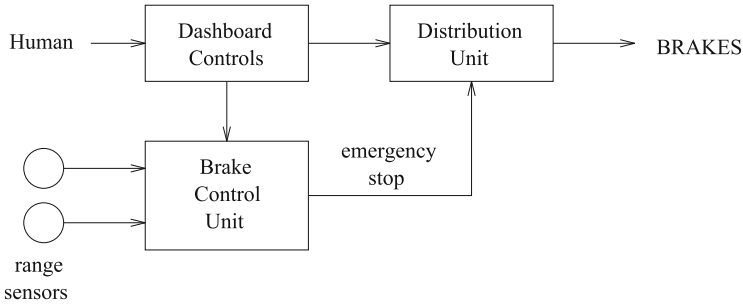 Human
Dashboard
Controls
Distribution
Unit
BRAKES
Brake
Control
Unit
emergency
stop
range
sensors